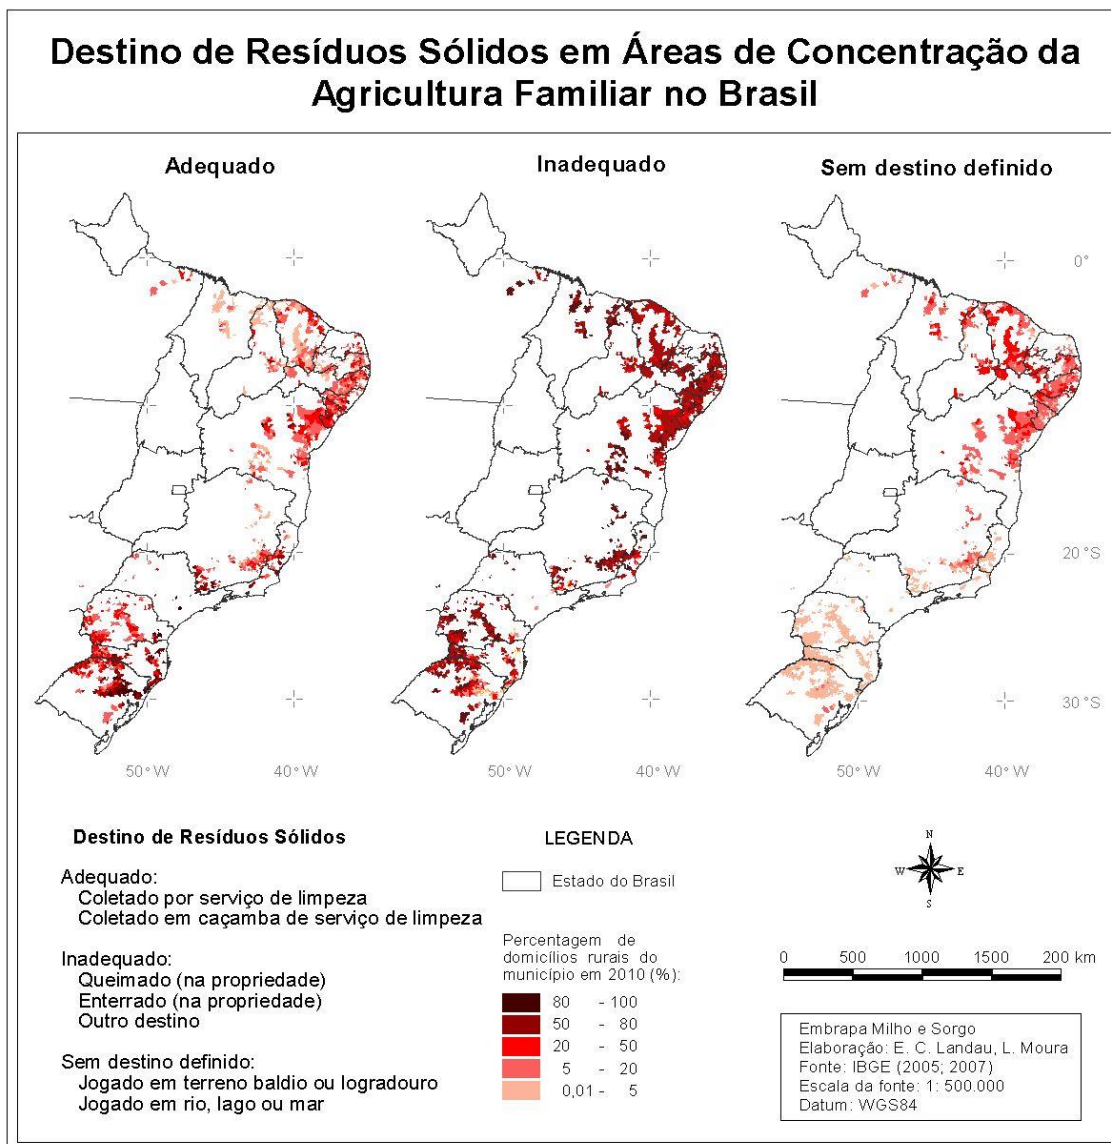 Destino de Resíduos Sólidos em Áreas de Concentração da
Agricultura Familiar no Brasil
Adequado
Inadequado
Sem destino definido
0°
20°S
30°S
50°W
40°W
50°W
40°W
50°W
40°W
Destino de Resíduos Sólidos
Adequado:
Coletado por serviço de limpeza
Coletado em caçamba de serviço de limpeza
Inadequado:
Queimado (na propriedade)
Enterrado (na propriedade)
Outro destino
Sem destino definido:
Jogado em terreno baldio ou logradouro
Jogado em rio, lago ou mar
LEGENDA
Estado do Brasil
Percentagem de
domicílios rurais do
município em 2010 (%):
80 - 100
50 - 80
20 - 50
5 - 20
0,01 - 5
N
W E
S
0 500 1000 1500 200 km
Embrapa Milho e Sorgo
Elaboração: E. C. Landau, L. Moura
Fonte: IBGE (2005; 2007)
Escala da fonte: 1: 500.000
Datum: WGS84